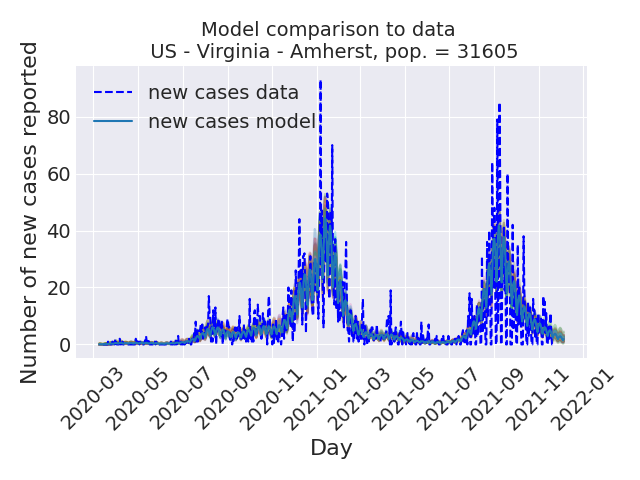 Model comparison to data
US - Virginia - Amherst, pop. = 31605
Number of new cases reported
new cases data
new cases model
80
60
40
20
0
2020-03
2020-05
2020-07
2020-09
2020-11
2021-01
2021-03
2021-05
2021-07
2021-09
2021-11
2022-01
Day